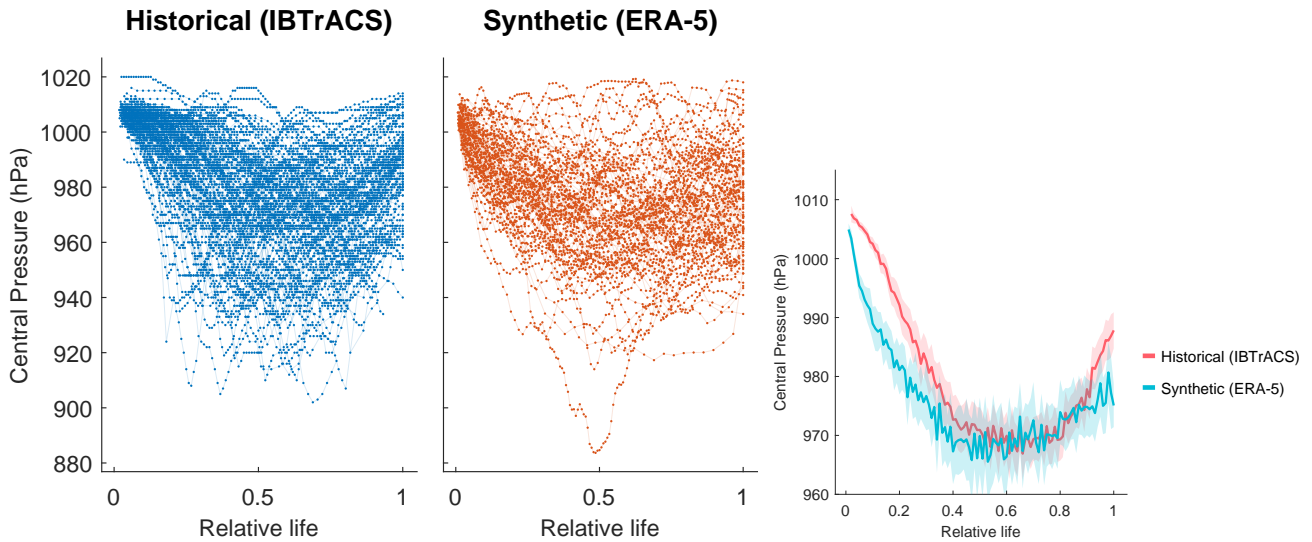 Historical (IBTrACS)
Synthetic (ERA-5)
Central Pressure (hPa)
1020
1000
980
960
940
920
900
880
0
0.5
1
Relative life
0
0.5
1
Relative life
Central Pressure (hPa)
1010
1000
990
980
970
960
0
0.2
0.4
0.6
0.8
1
Relative life
Historical (IBTrACS)
Synthetic (ERA-5)